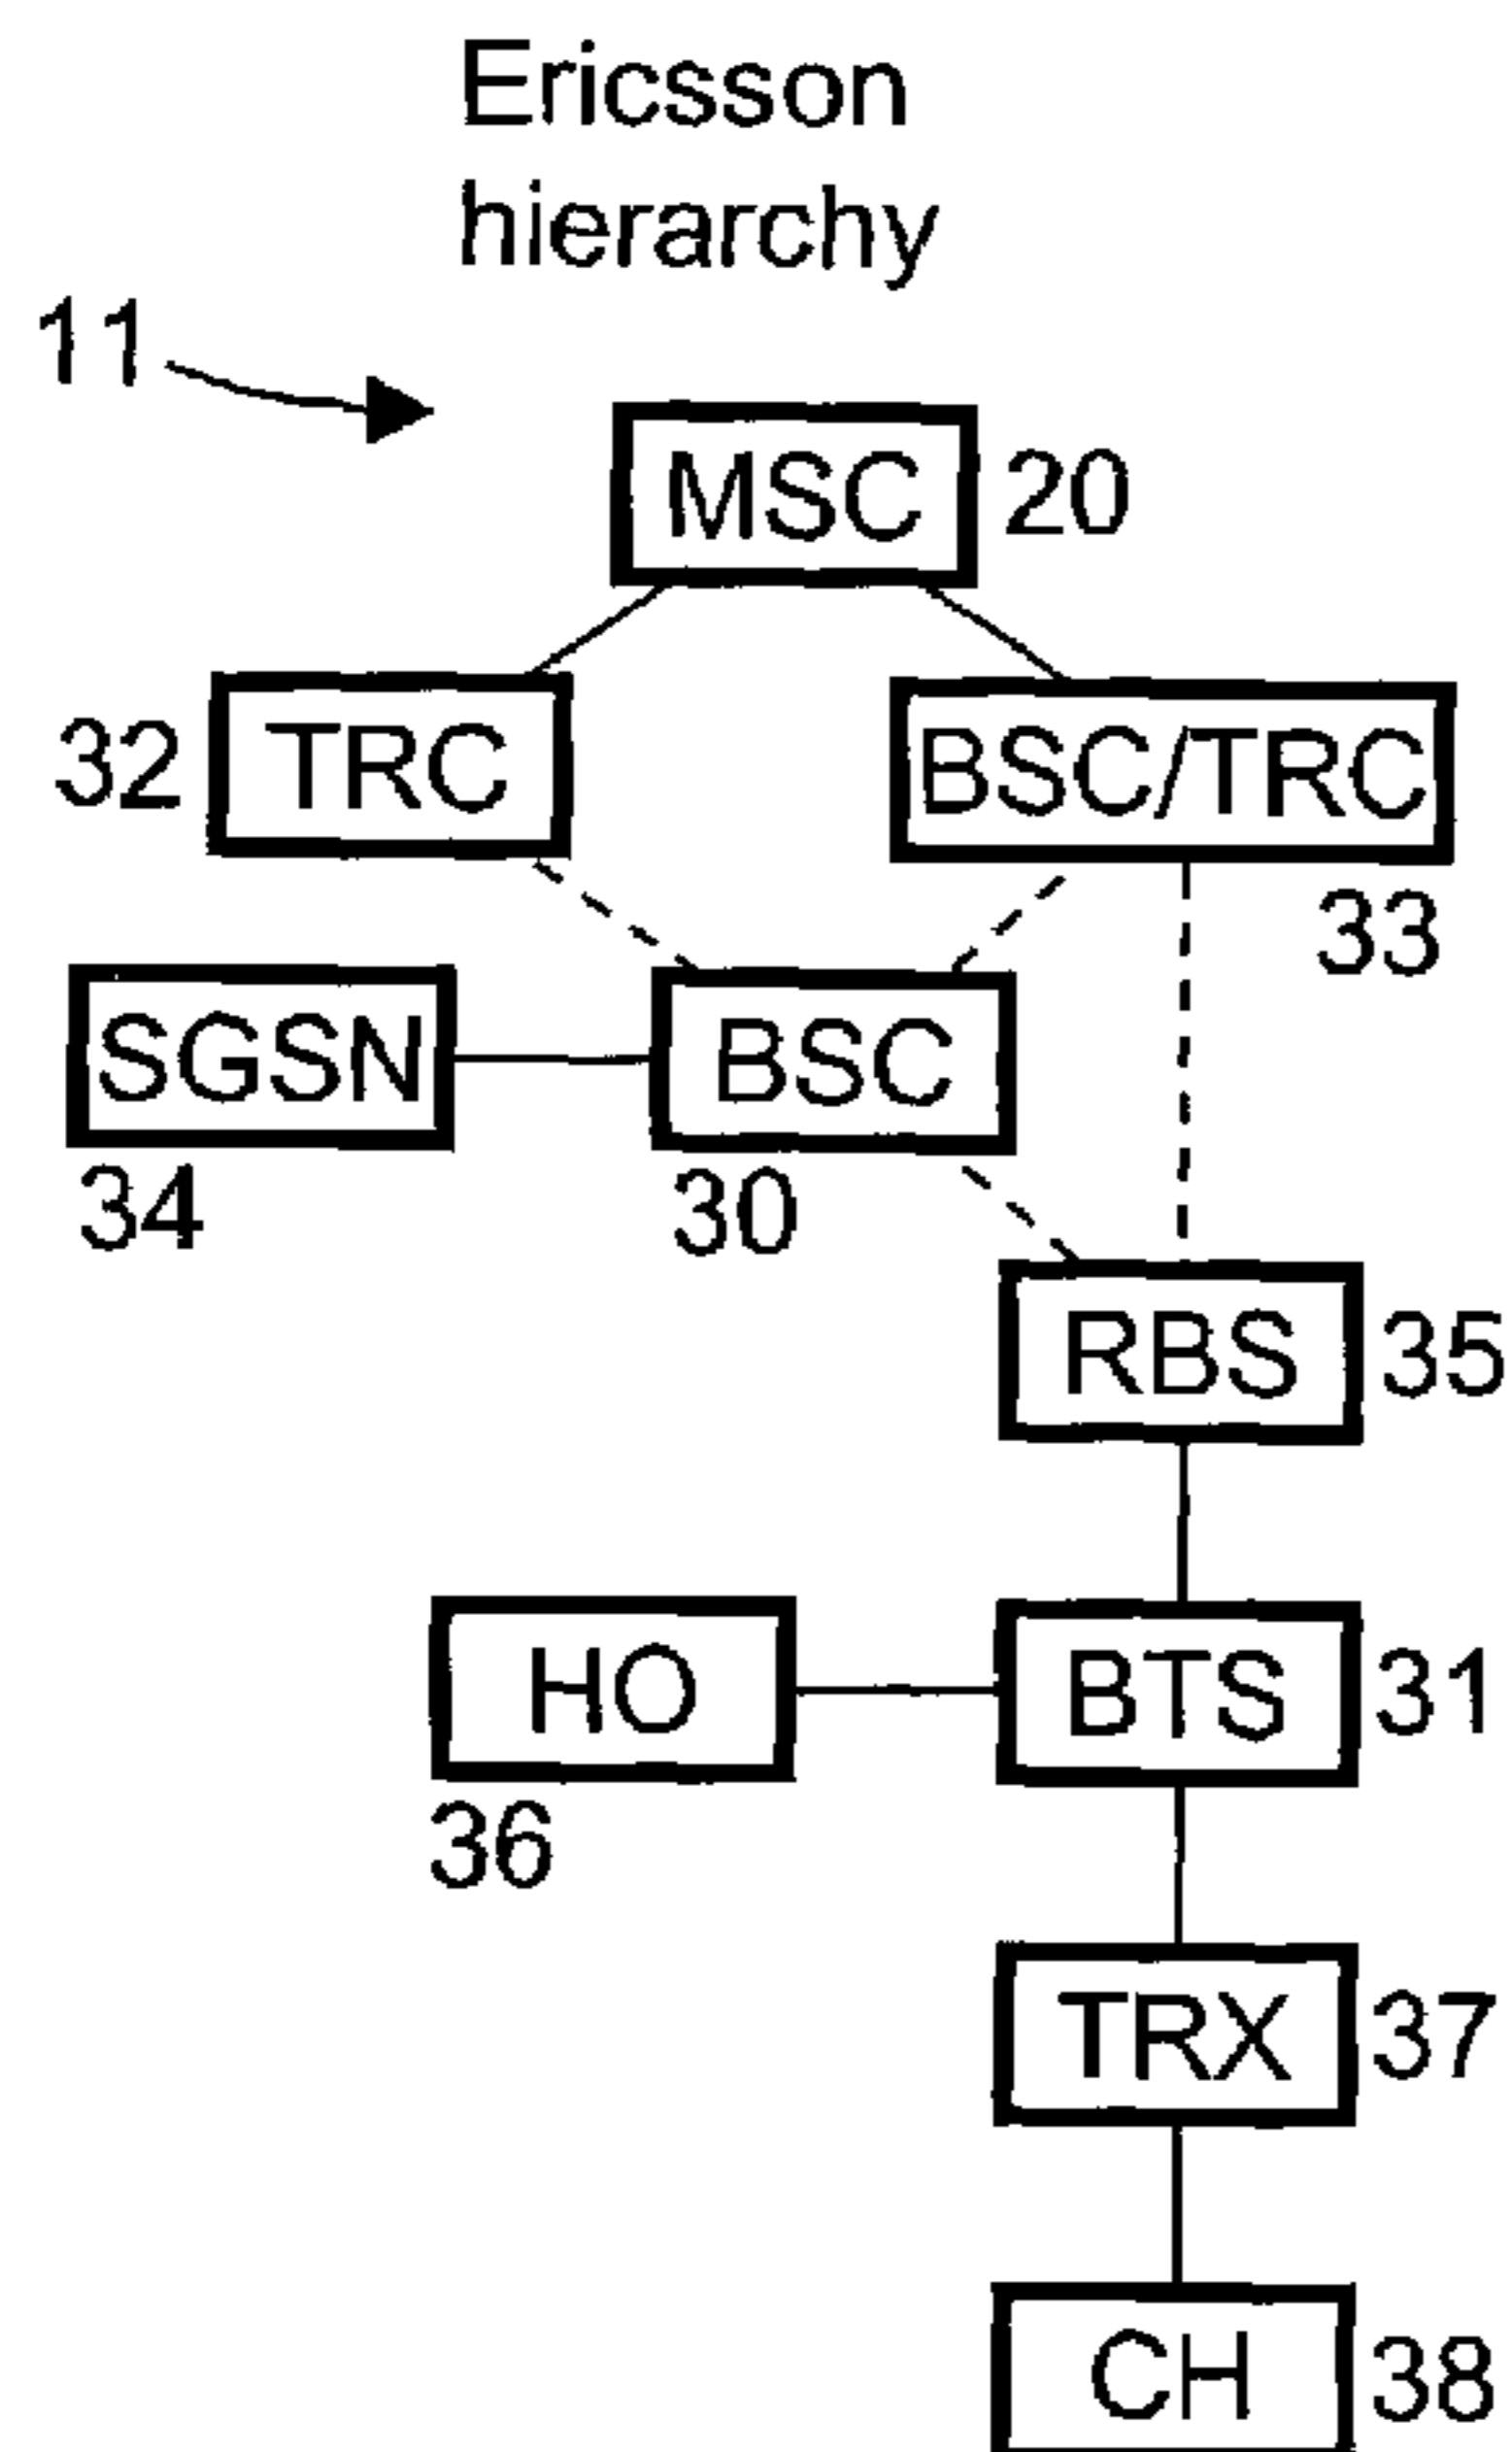 Ericsson
hierarchy
11
MSC 20
32 TRC BSC/TRC
33
SGSN BSC
34 30
RBS 35
HO BTS 31
36
TRX 37
CH 38